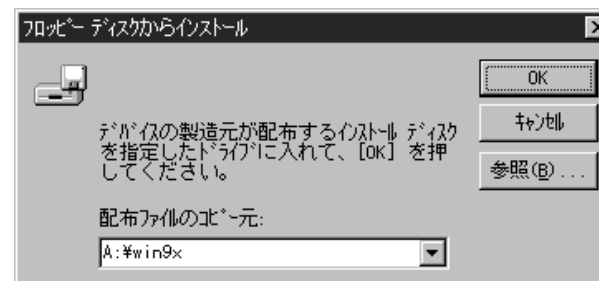 フロッピー ディスクからインストール
OK
デバイスの製造元が配布するインストール ディスク
を指定したドライブに入れて、[OK] を押
してください。
キャンセル
参照(B)...
配布ファイルのコピー元:
A:¥win9x